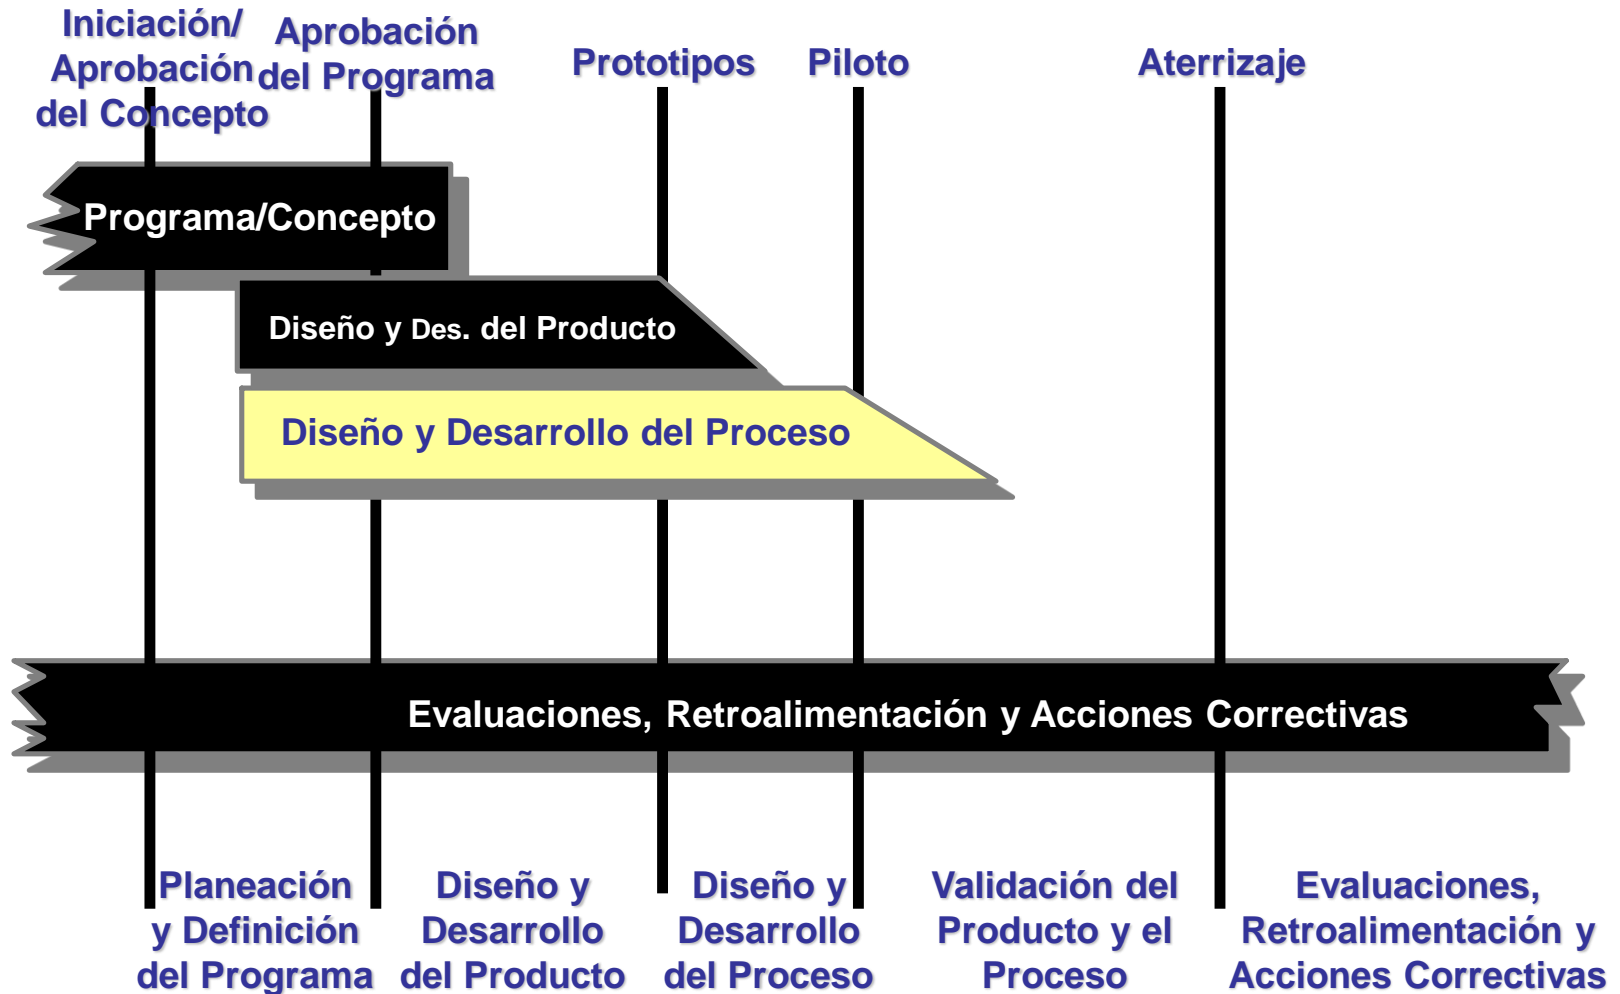 Iniciación/
Aprobación
del Concepto
Aprobación
del Programa
Prototipos
Piloto
Aterrizaje
Programa/Concepto
Diseño y Des. del Producto
Diseño y Desarrollo del Proceso
Evaluaciones, Retroalimentación y Acciones Correctivas
Planeación
y Definición
del Programa
Diseño y
Desarrollo
del Producto
Diseño y
Desarrollo
del Proceso
Validación del
Producto y el
Proceso
Evaluaciones,
Retroalimentación y
Acciones Correctivas